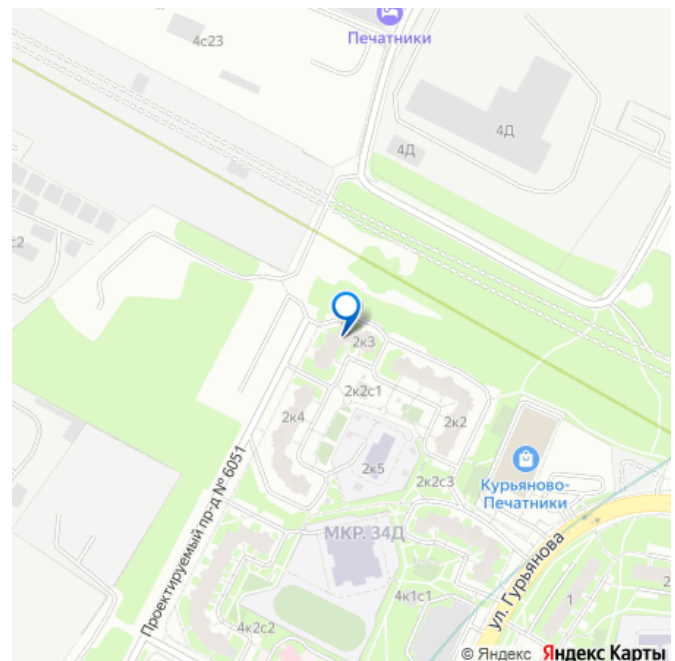 Печатники
4с23
4Д
4Д
с2
2к3
2к2с1
2к4
2к2
2к5
2к2с3
Курьяново-
Печатники
Проектируемый пр-д № 6051
МКР. 34Д
ул. Гурьянова
4к1с1
1
2
4к2с2
© Яндекс Яндекс Карты